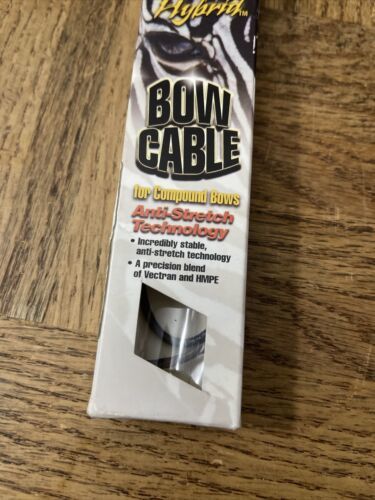 Hybrid™
BOW
CABLE
for Compound Bows
Anti-Stretch
Technology
• Incredibly stable,
anti-stretch technology
• A precision blend
of Vectran and HMPE